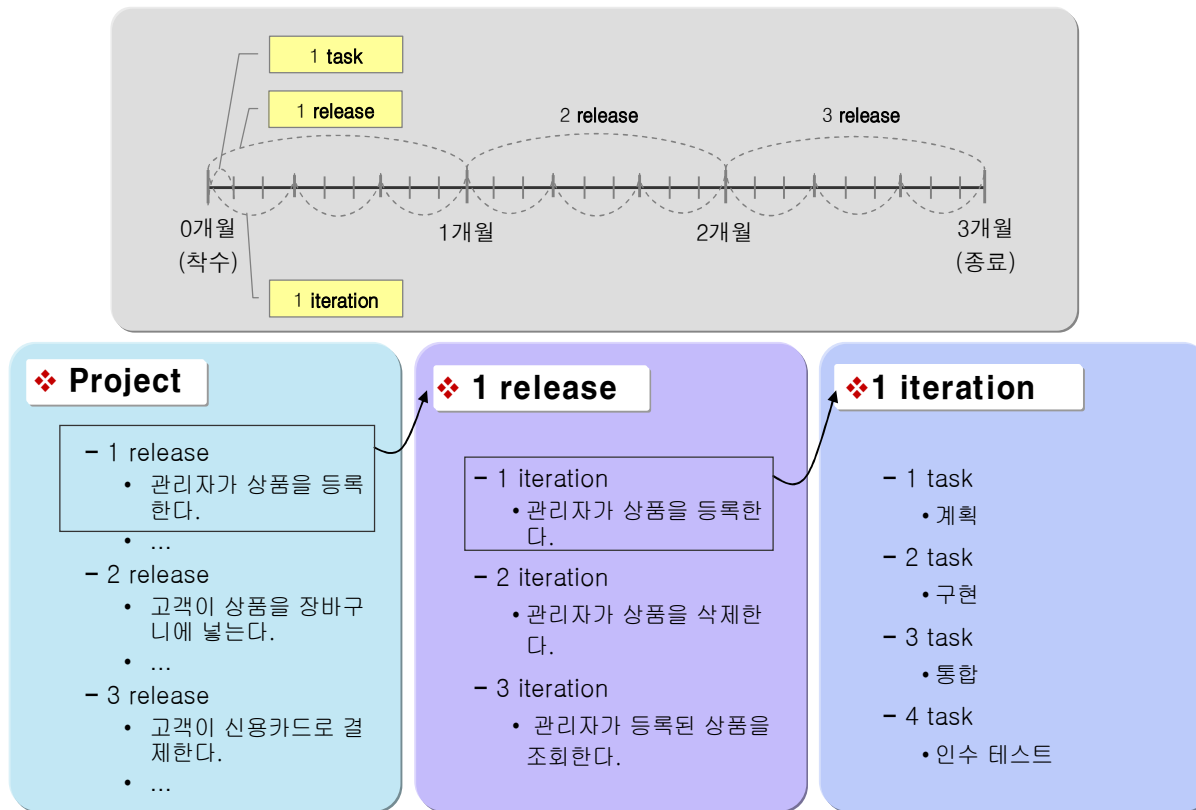 1 task
1 release
2 release
3 release
0개월
(착수)
1개월
2개월
3개월
(종료)
1 iteration
❖ Project
– 1 release
• 관리자가 상품을 등록
한다.
• ...
– 2 release
• 고객이 상품을 장바구
니에 넣는다.
• ...
– 3 release
• 고객이 신용카드로 결
제한다.
• ...
❖ 1 release
– 1 iteration
• 관리자가 상품을 등록한
다.
– 2 iteration
• 관리자가 상품을 삭제한
다.
– 3 iteration
• 관리자가 등록된 상품을
조회한다.
❖1 iteration
– 1 task
• 계획
– 2 task
• 구현
– 3 task
• 통합
– 4 task
• 인수 테스트